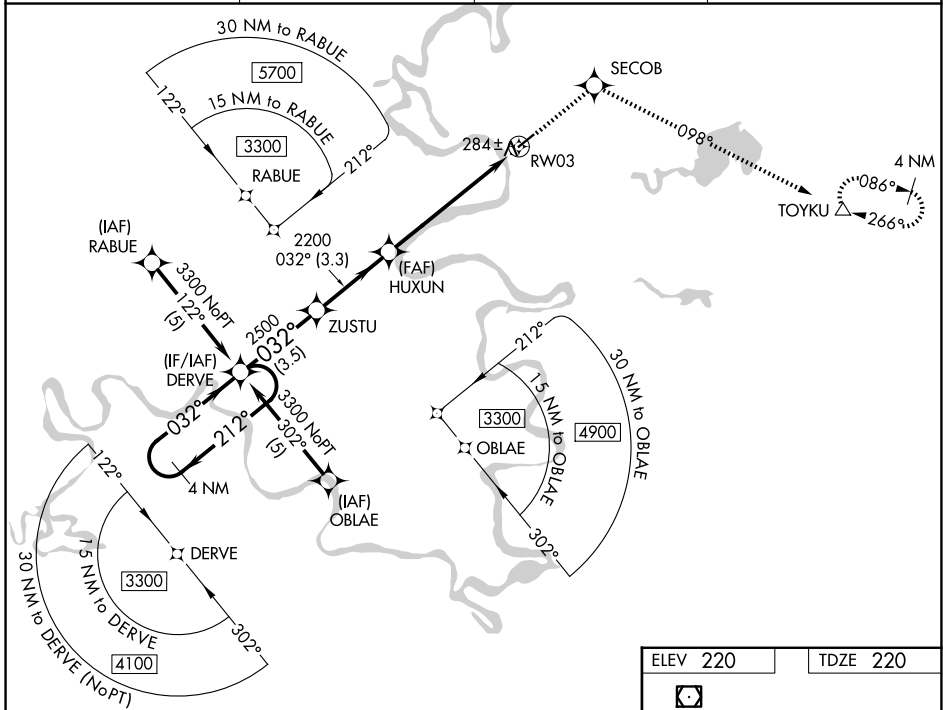 30 NM to RABUE
5700
122°
15 NM to RABUE
3300
212°
RABUE
SECOB
284±
RW03
098°
4 NM
086°
TOYKU
266°
(IAF)
RABUE
2200
032° (3.3)
(FAF)
HUXUN
3300 NoPT
122°
(5)
ZUSTU
2500
032°
(3.5)
(IF/IAF)
DERVE
032°
212°
4 NM
3300 NoPT
302°
(5)
(IAF)
OBLAE
212°
30 NM to OBLAE
15 NM to OBLAE
3300
4900
OBLAE
302°
122°
DERVE
3300
15 NM to DERVE
30 NM to DERVE (NoPT)
4100
302°
ELEV 220
TDZE 220